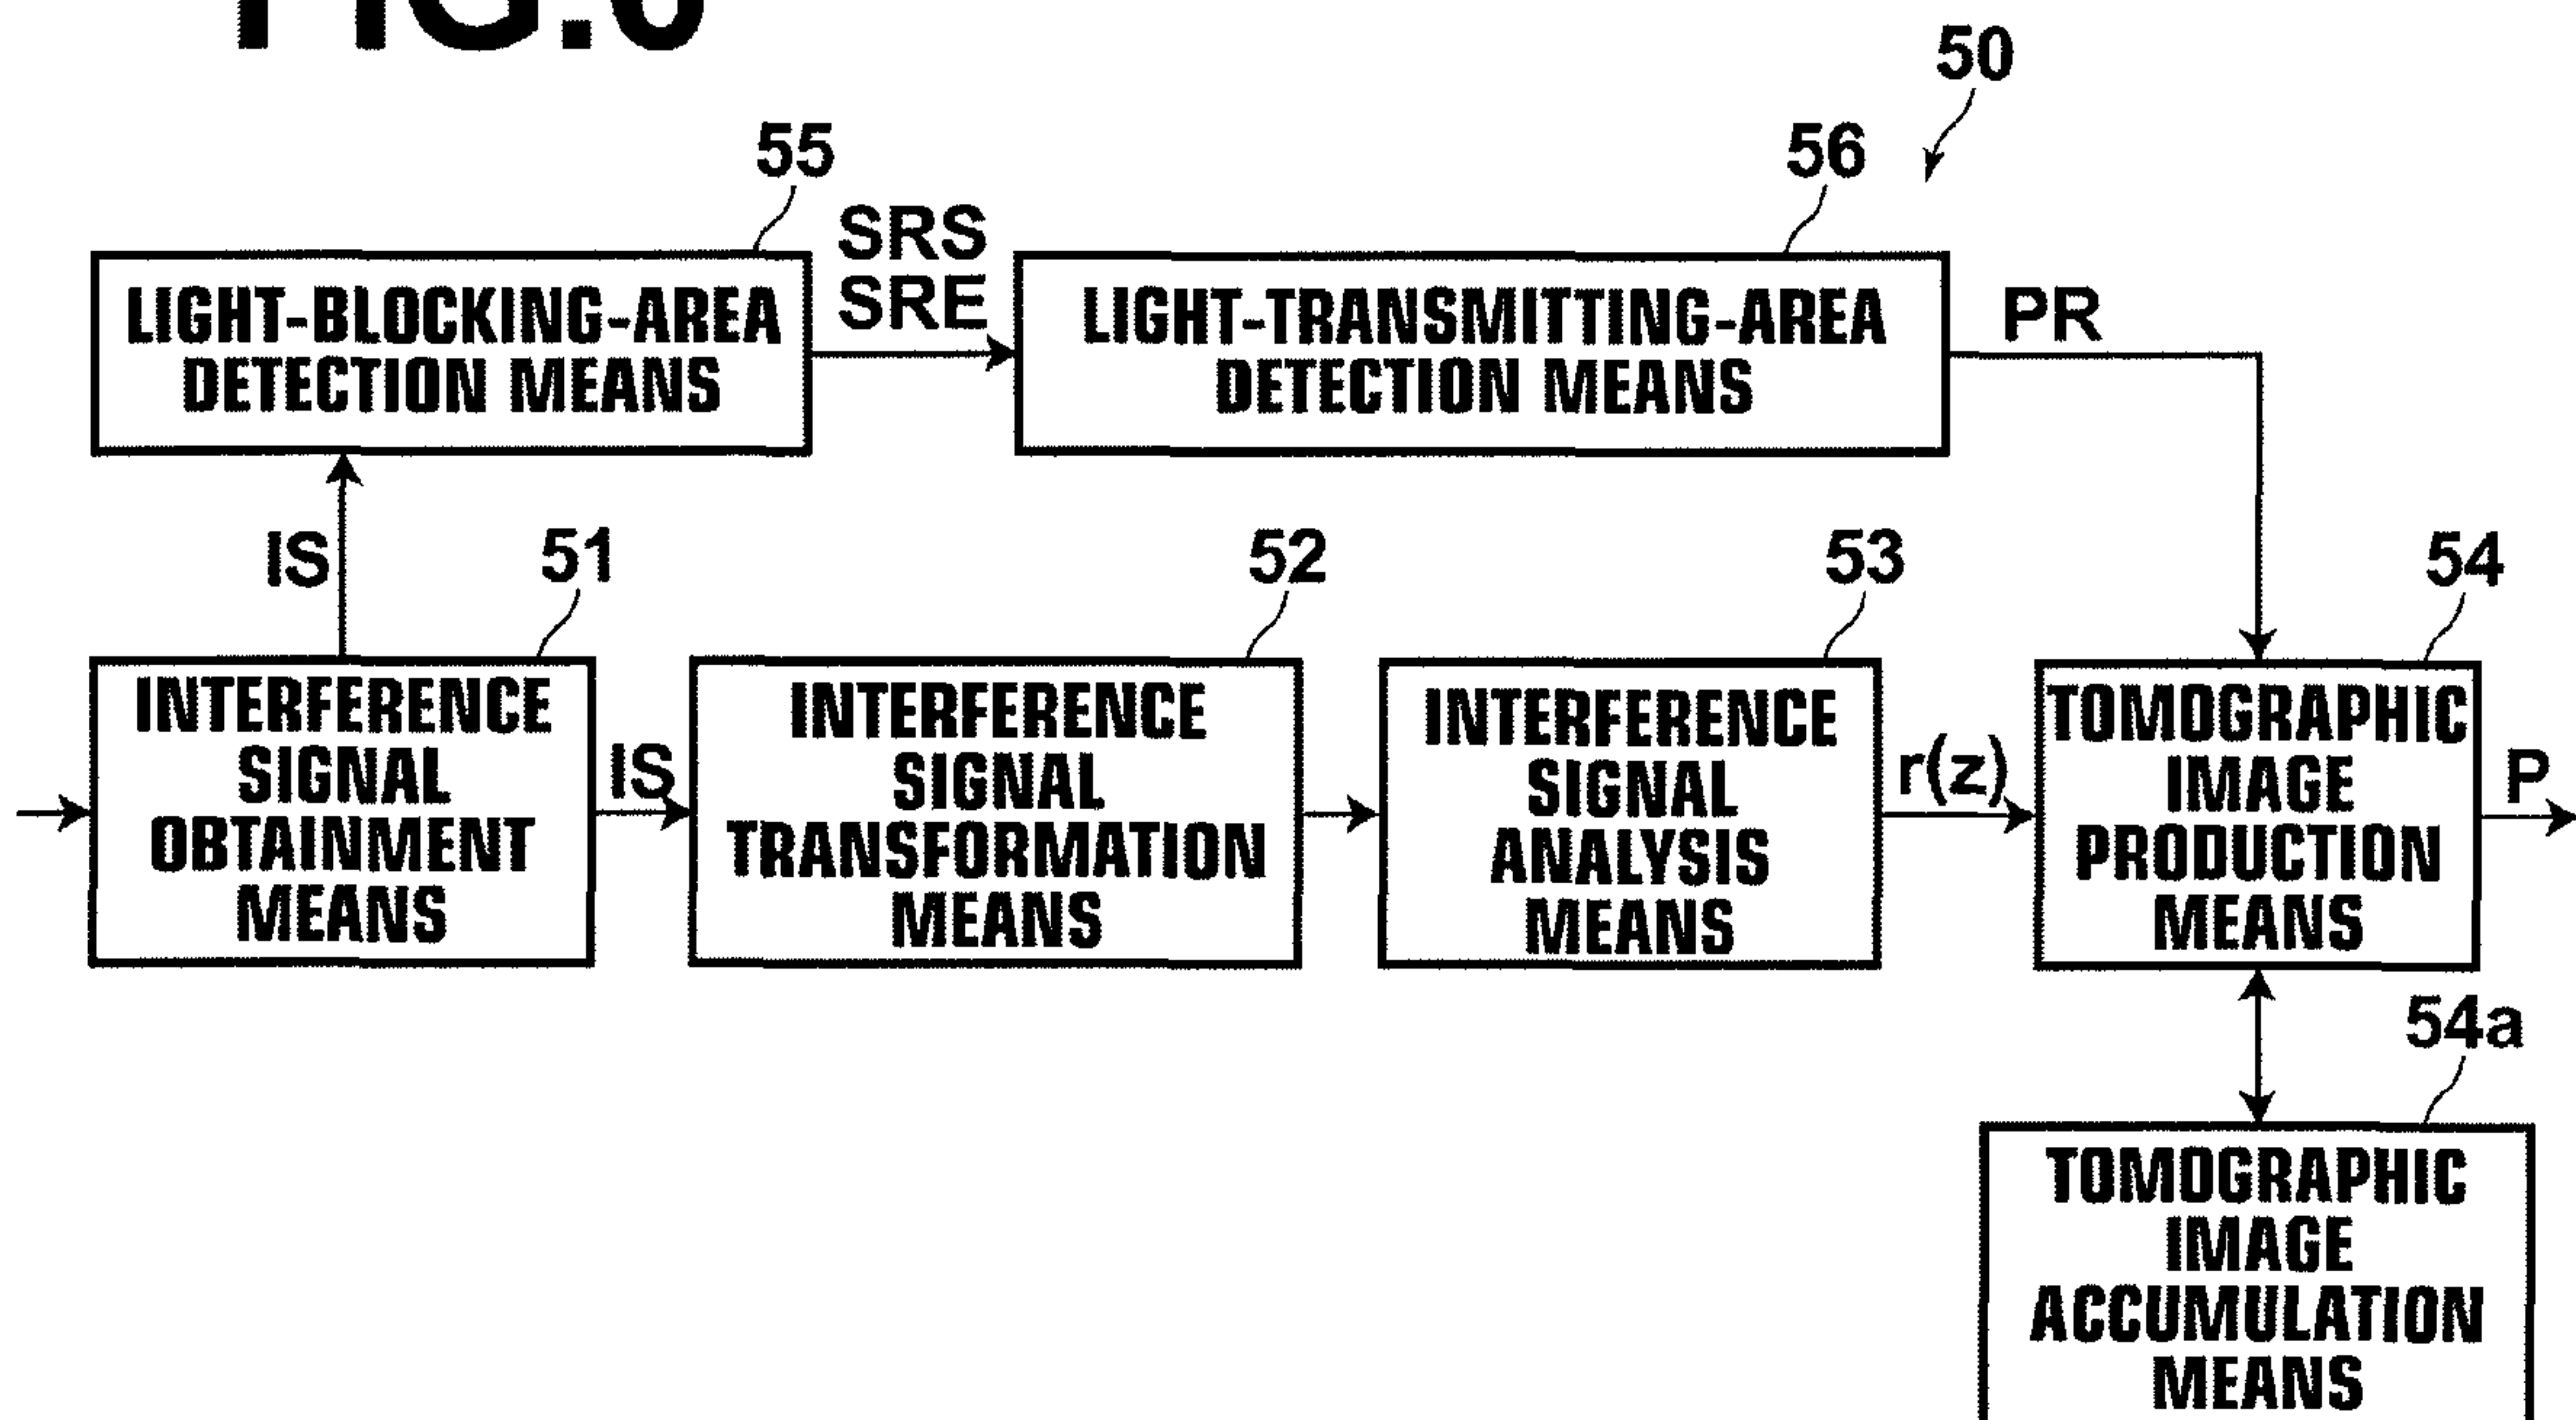 FIG.6
50
55
56
SRS
SRE
LIGHT-BLOCKING-AREA
DETECTION MEANS
LIGHT-TRANSMITTING-AREA
DETECTION MEANS
PR
IS
51
52
53
54
INTERFERENCE
SIGNAL
OBTAINMENT
MEANS
IS
INTERFERENCE
SIGNAL
TRANSFORMATION
MEANS
INTERFERENCE
SIGNAL
ANALYSIS
MEANS
r(z)
TOMOGRAPHIC
IMAGE
PRODUCTION
MEANS
P
54a
TOMOGRAPHIC
IMAGE
ACCUMULATION
MEANS